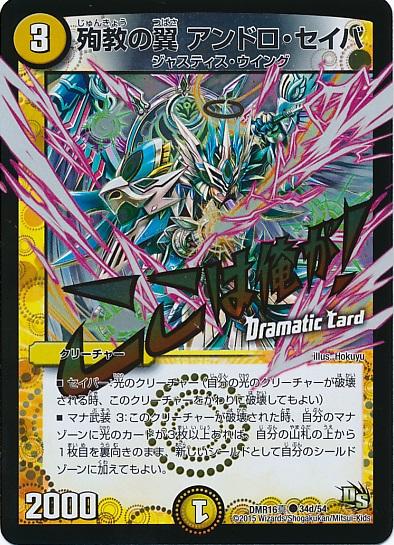 3
じゅんきょう つばさ
殉教の翼 アンドロ・セイバ
ジャスティス・ウイング
ここは俺が!
Dramatic Card
illus. Hokuyu
クリーチャー
セイバー:光のクリーチャー(自分の光のクリーチャーが破壊
される時、このクリーチャーをかわりに破壊してもよい)
■ マナ武装 3:このクリーチャーが破壊された時、自分のマナ
ゾーンに光のカードが3枚以上あれば、自分の山札の上から
1枚目を裏向きのまま、新しいシールドとして自分のシールド
ゾーンに加えてもよい。
2000
1
DMR16真 34d/54
©2015 Wizards/Shogakukan/Mitsui-Kids
DS